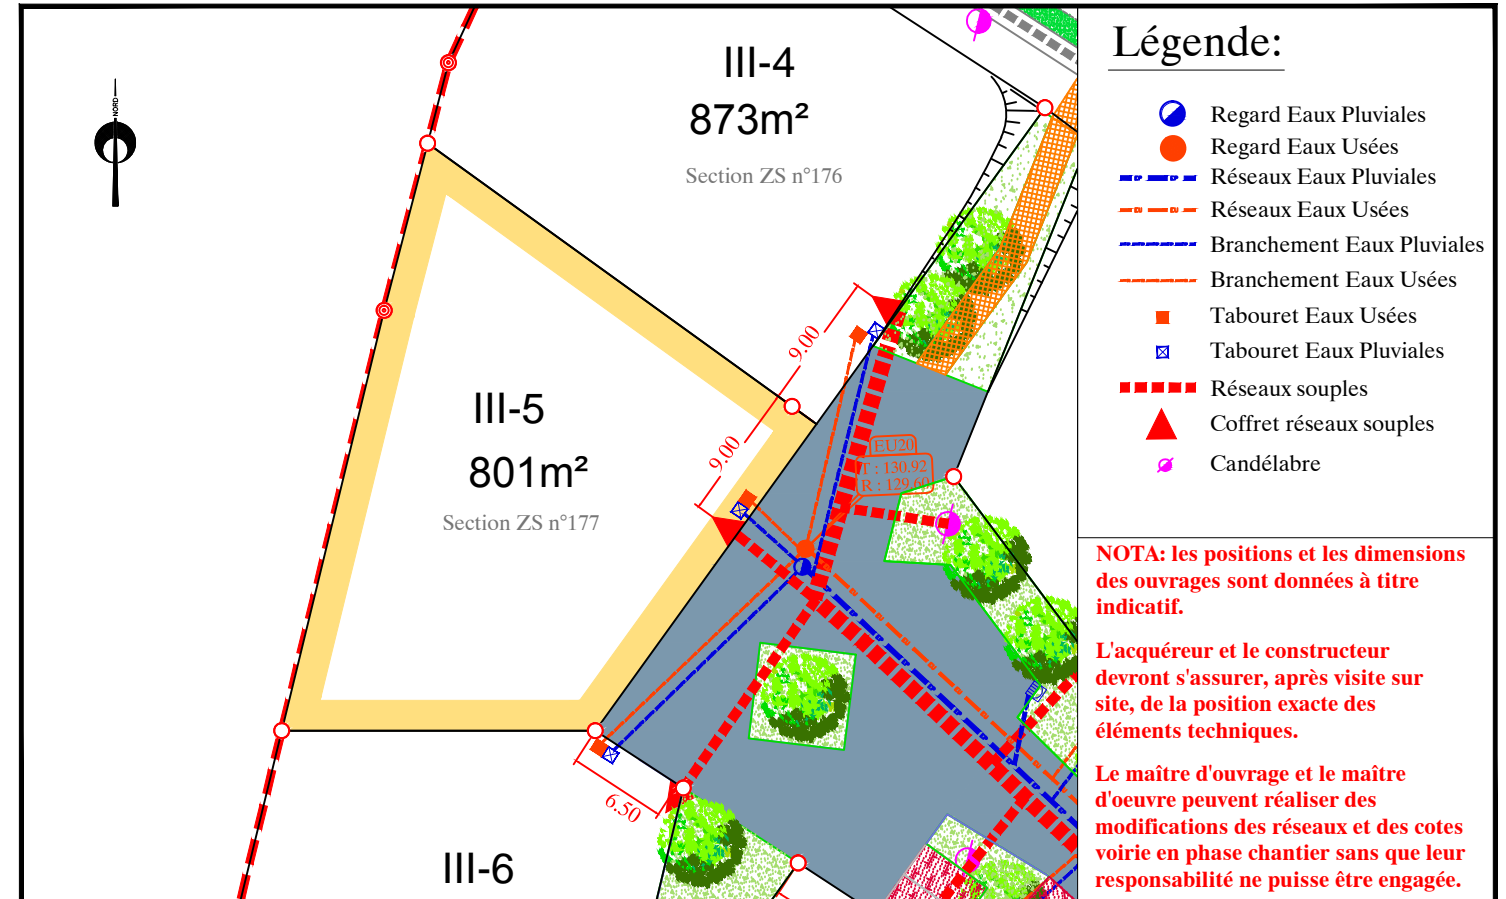 NORD
III-4
873m²
Section ZS n°176
9.00
III-5
801m²
Section ZS n°177
9.00
EU20
T : 130.92
R : 129.60
6.50
III-6
Légende:
Regard Eaux Pluviales
Regard Eaux Usées
Réseaux Eaux Pluviales
Réseaux Eaux Usées
Branchement Eaux Pluviales
Branchement Eaux Usées
Tabouret Eaux Usées
Tabouret Eaux Pluviales
Réseaux souples
Coffret réseaux souples
Candélabre
NOTA: les positions et les dimensions
des ouvrages sont données à titre
indicatif.
L'acquéreur et le constructeur
devront s'assurer, après visite sur
site, de la position exacte des
éléments techniques.
Le maître d'ouvrage et le maître
d'oeuvre peuvent réaliser des
modifications des réseaux et des cotes
voirie en phase chantier sans que leur
responsabilité ne puisse être engagée.